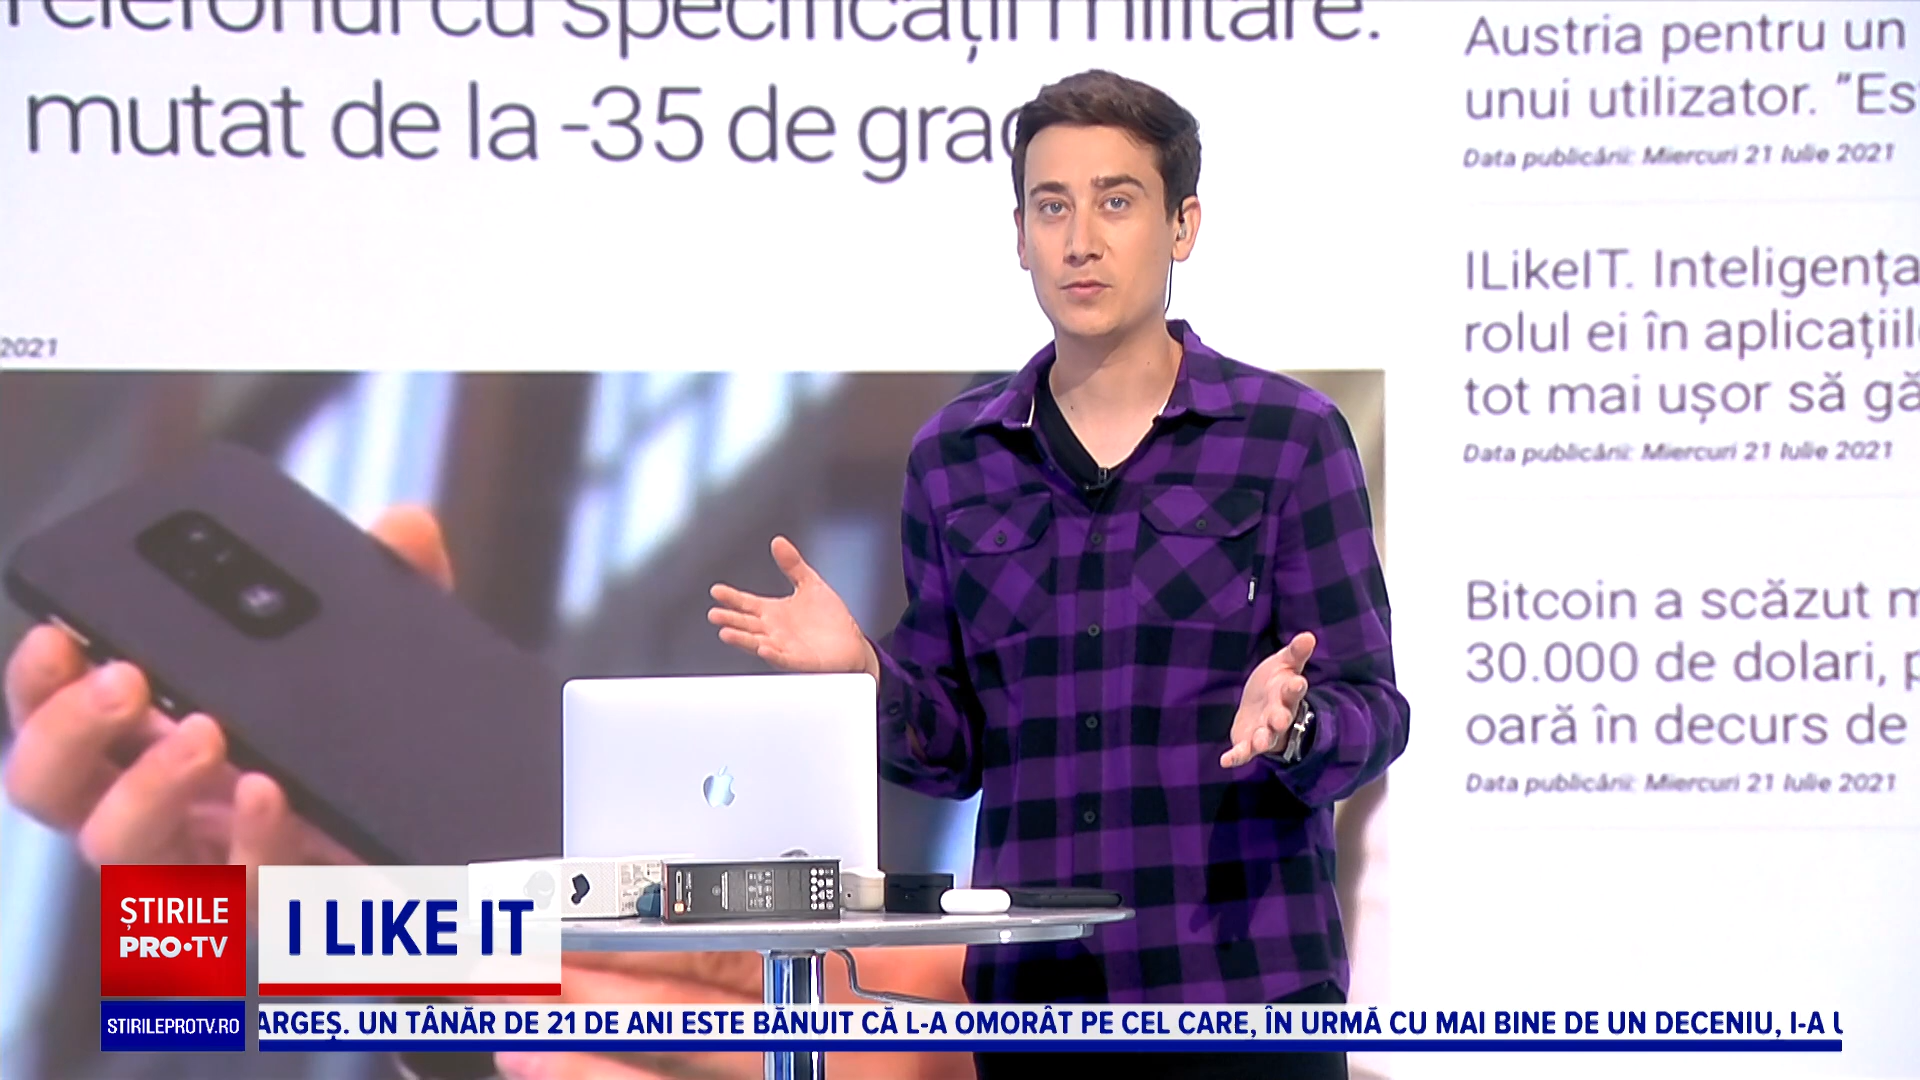 Telefonul cu specificații militare.
mutat de la -35 de
2021
Austria pentru un
unui utilizator. "Es
Data publicării: Miercuri 21 Iulie 2021
ILikeIT. Inteligența
rolul ei în
tot mai ușor să
Data publicării: Miercuri 21 Iulie 2021
Bitcoin a scăzut
30.000 de dolari,
oară în decurs de
Data publicării: Miercuri 21 Iulie 2021
ȘTIRILE
PRO•TV
I LIKE IT
STIRILEPROTV.RO
ARGEȘ. UN TÂNĂR DE 21 DE ANI ESTE BĂNUIT CĂ L-A OMORÂT PE CEL CARE, ÎN URMĂ CU MAI BINE DE UN DECENIU, I-A